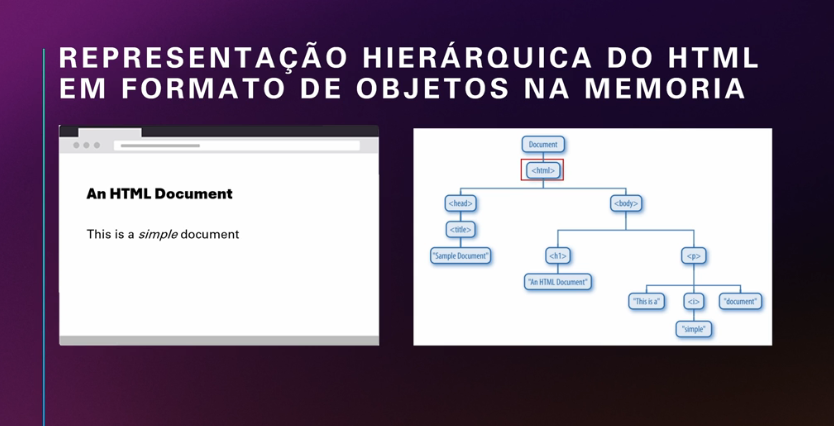 REPRESENTAÇÃO HIERÁRQUICA DO HTML
EM FORMATO DE OBJETOS NA MEMORIA
An HTML Document
This is a simple document
Document
<html>
<head>
<body>
<title>
"Sample Document"
<h1>
<p>
"An HTML Document"
"This is a"
<i>
"document"
"simple"